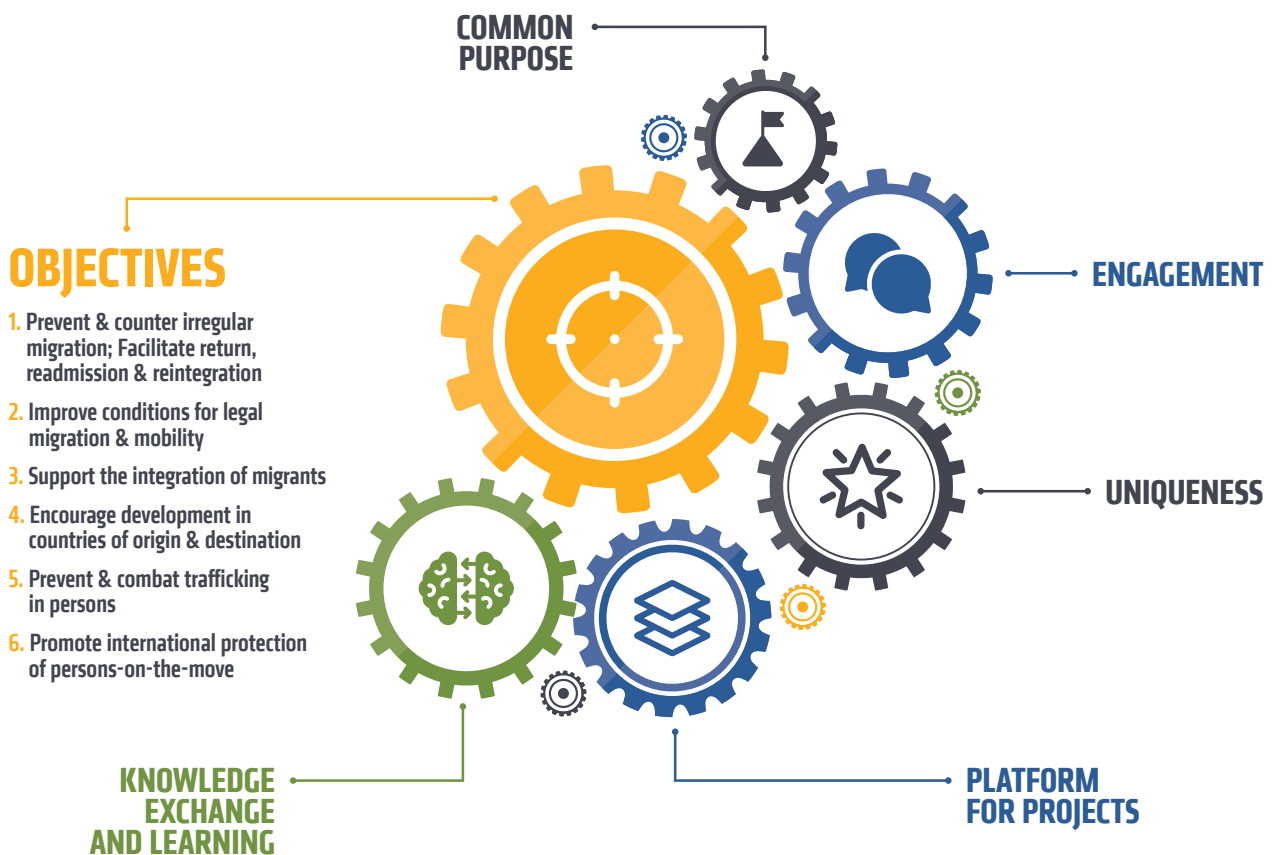 COMMON
PURPOSE
OBJECTIVES
1. Prevent & counter irregular
migration; Facilitate return,
readmission & reintegration
2. Improve conditions for legal
migration & mobility
3. Support the integration of migrants
4. Encourage development in
countries of origin & destination
5. Prevent & combat trafficking
in persons
6. Promote international protection
of persons-on-the-move
ENGAGEMENT
UNIQUENESS
KNOWLEDGE
EXCHANGE
AND LEARNING
PLATFORM
FOR PROJECTS